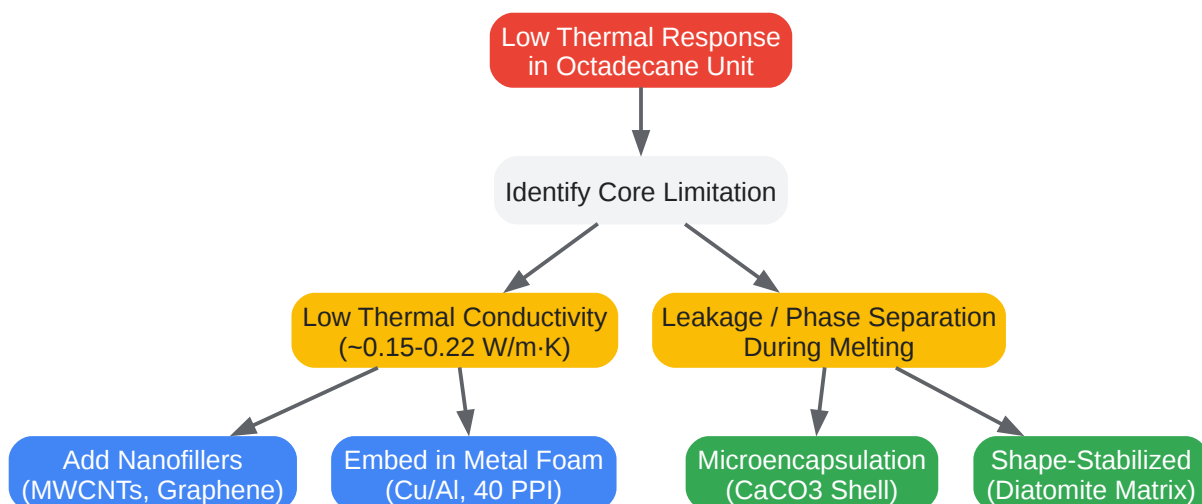 Low Thermal Response
in Octadecane Unit
Identify Core Limitation
Low Thermal Conductivity
(~0.15-0.22 W/m·K)
Leakage / Phase Separation
During Melting
Add Nanofillers
(MWCNTs, Graphene)
Embed in Metal Foam
(Cu/Al, 40 PPI)
Microencapsulation
(CaCO3 Shell)
Shape-Stabilized
(Diatomite Matrix)